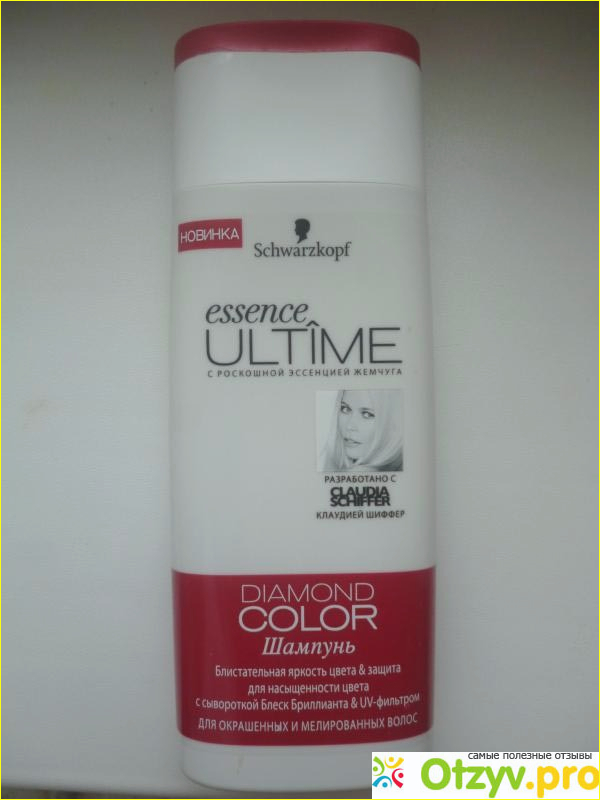 НОВИНКА
Schwarzkopf
essence
ULTÎME
С РОСКОШНОЙ ЭССЕНЦИЕЙ ЖЕМЧУГА
РАЗРАБОТАНО С
CLAUDIA
SCHIFFER
КЛАУДИЕЙ ШИФФЕР
DIAMOND
COLOR
Шампунь
Блистательная яркость цвета & защита
для насыщенности цвета
с сывороткой Блеск Бриллианта & UV-фильтром
ДЛЯ ОКРАШЕННЫХ И МЕЛИРОВАННЫХ ВОЛОС
самые полезные отзывы
Otzyv.pro